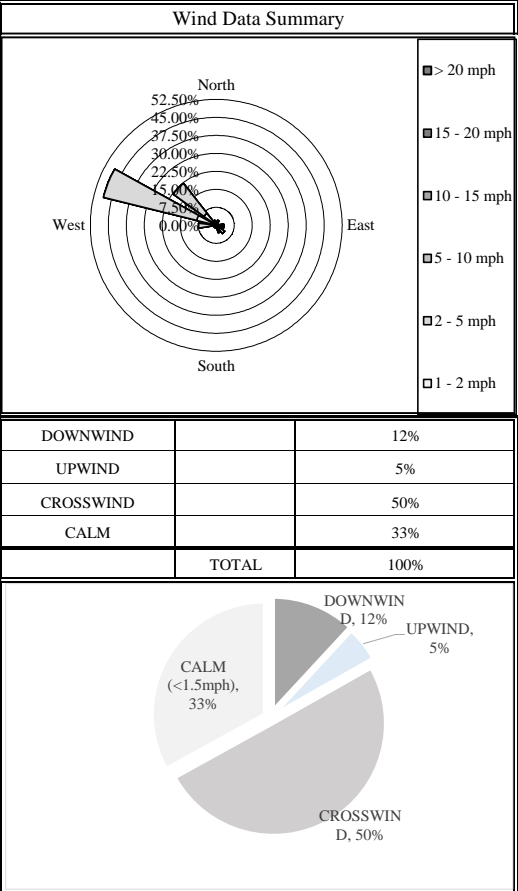 Wind Data Summary
North
52.50%
45.00%
37.50%
30.00%
22.50%
15.00%
7.50%
0.00%
West
East
South
> 20 mph
15 - 20 mph
10 - 15 mph
5 - 10 mph
2 - 5 mph
1 - 2 mph
DOWNWIND 12%
UPWIND 5%
CROSSWIND 50%
CALM 33%
TOTAL 100%
DOWNWIN
D, 12%
UPWIND,
5%
CALM
(<1.5mph),
33%
CROSSWIN
D, 50%